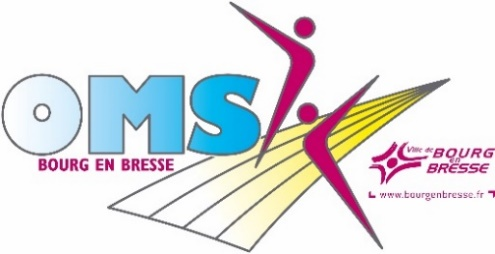 OMS
BOURG EN BRESSE
Ville de BOURG
en
BRESSE
www.bourgenbresse.fr